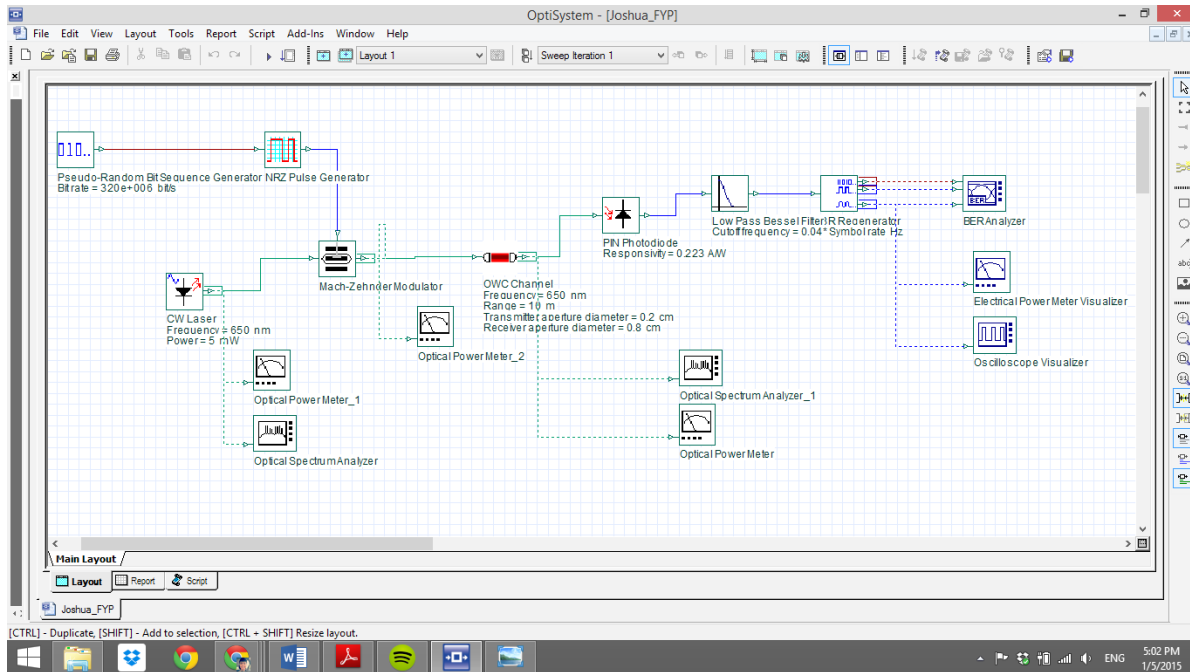 OptiSystem - [Joshua_FYP]
File Edit View Layout Tools Report Script Add-Ins Window Help
Layout 1
Sweep Iteration 1
Pseudo-Random Bit Sequence Generator
Bitrate = 320e+006 bit/s
NRZ Pulse Generator
Mach-Zehnder Modulator
CW Laser
Frequency = 650 nm
Power = 5 mW
OWC Channel
Frequency = 650 nm
Range = 10 m
Transmitter aperture diameter = 0.2 cm
Receiver aperture diameter = 0.8 cm
PIN Photodiode
Responsivity = 0.223 A/W
Low Pass Bessel Filter
Cutoff frequency = 0.04* Symbol rate Hz
3R Regenerator
BER
BER Analyzer
Electrical Power Meter Visualizer
Oscilloscope Visualizer
Optical Power Meter_1
Optical Spectrum Analyzer
Optical Power Meter_2
Optical Spectrum Analyzer_1
Optical Power Meter
abc
Main Layout
Layout Report Script
Joshua_FYP
[CTRL] - Duplicate, [SHIFT] - Add to selection, [CTRL + SHIFT] Resize layout.
ENG
5:02 PM
1/5/2015